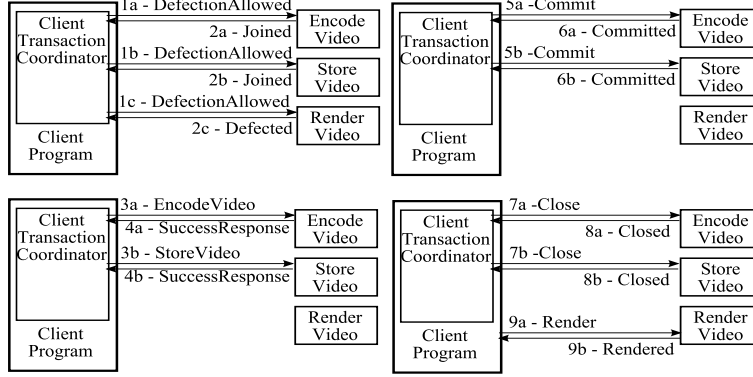 1a - DefectionAllowed
Client
Transaction
Coordinator
Encode
Video
2a - Joined
1b - DefectionAllowed
Store
Video
2b - Joined
1c - DefectionAllowed
Render
Video
2c - Defected
Client
Program
5a -Commit
Client
Transaction
Coordinator
Encode
Video
6a - Committed
5b -Commit
Store
Video
6b - Committed
Render
Video
Client
Program
3a - EncodeVideo
Client
Transaction
Coordinator
Encode
Video
4a - SuccessResponse
3b - StoreVideo
Store
Video
4b - SuccessResponse
Render
Video
Client
Program
7a -Close
Client
Transaction
Coordinator
Encode
Video
8a - Closed
7b -Close
Store
Video
8b - Closed
9a - Render
Render
Video
9b - Rendered
Client
Program